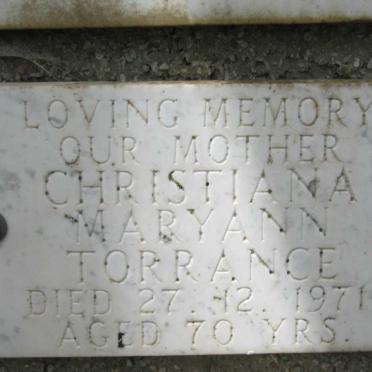 LOVING MEMORY
OUR MOTHER
CHRISTIANA
MARYANN
TORRANCE
DIED 27. 12. 1971
AGED 70 YRS.